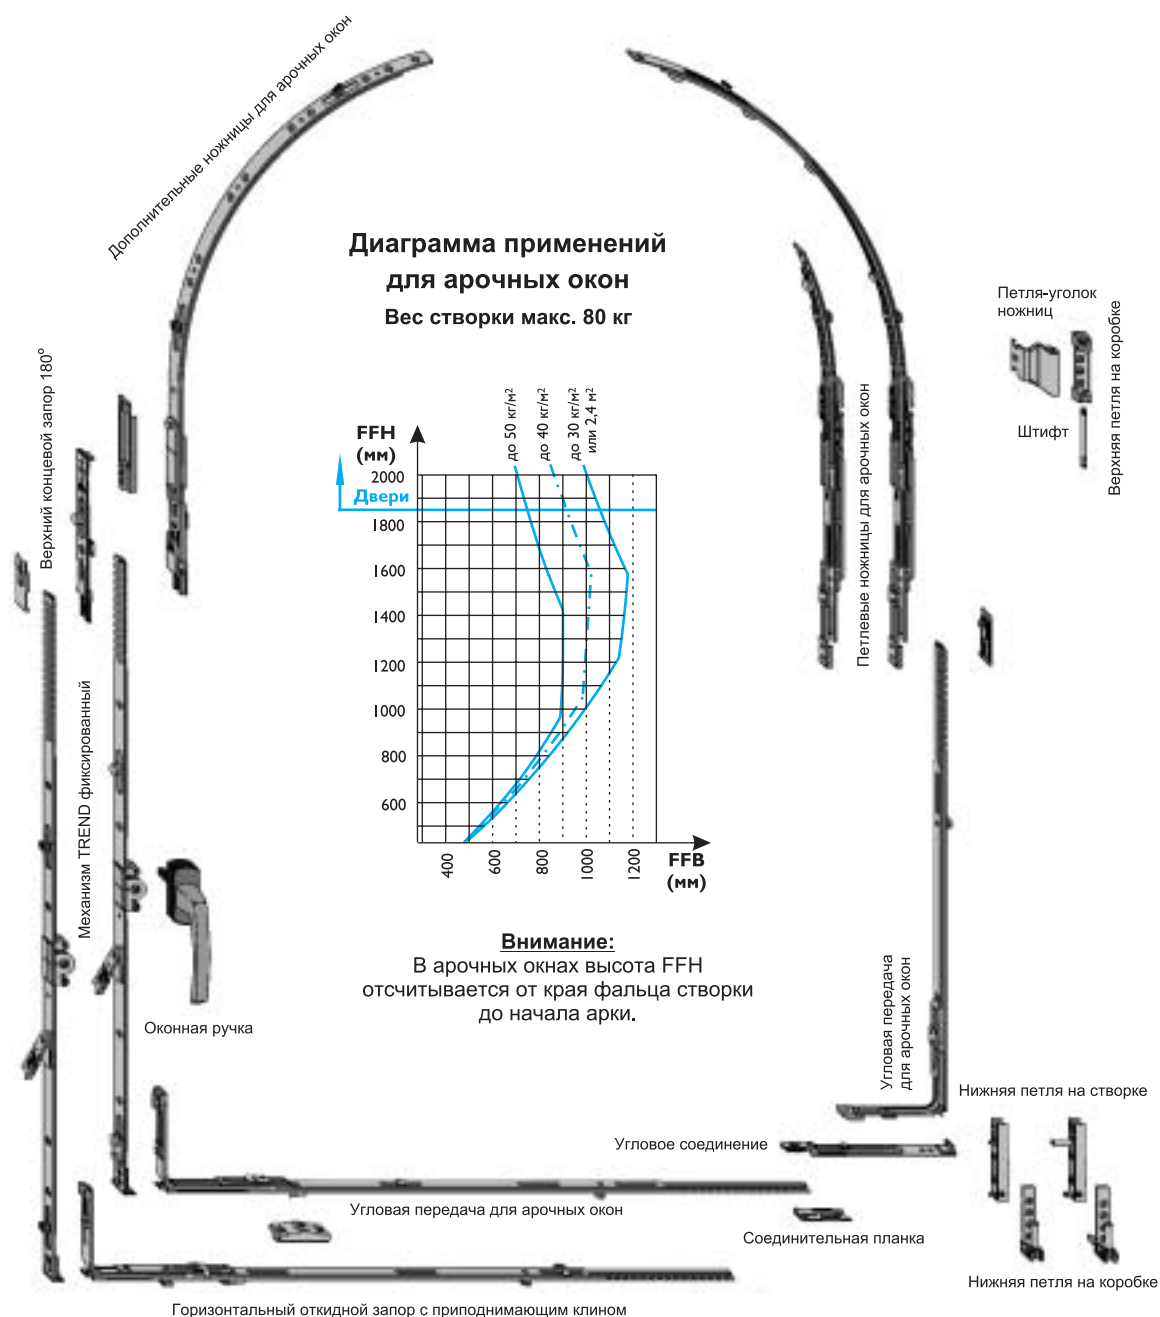 Дополнительные ножницы для арочных окон
Диаграмма применений
для арочных окон
Вес створки макс. 80 кг
Петля-уголок
ножниц
Верхняя петля на коробке
Штифт
Верхний концевой запор 180°
Петлевые ножницы для арочных окон
FFH
(мм)
до 50 кг/м²
до 40 кг/м²
до 30 кг/м²
или 2,4 м²
2000
Двери
1800
1600
1400
1200
1000
800
600
400
600
800
1000
1200
FFB
(мм)
Механизм TREND фиксированный
Внимание:
В арочных окнах высота FFH
отсчитывается от края фальца створки
до начала арки.
Оконная ручка
Угловая передача
для арочных окон
Нижняя петля на створке
Угловое соединение
Угловая передача для арочных окон
Соединительная планка
Нижняя петля на коробке
Горизонтальный откидной запор с приподнимающим клином